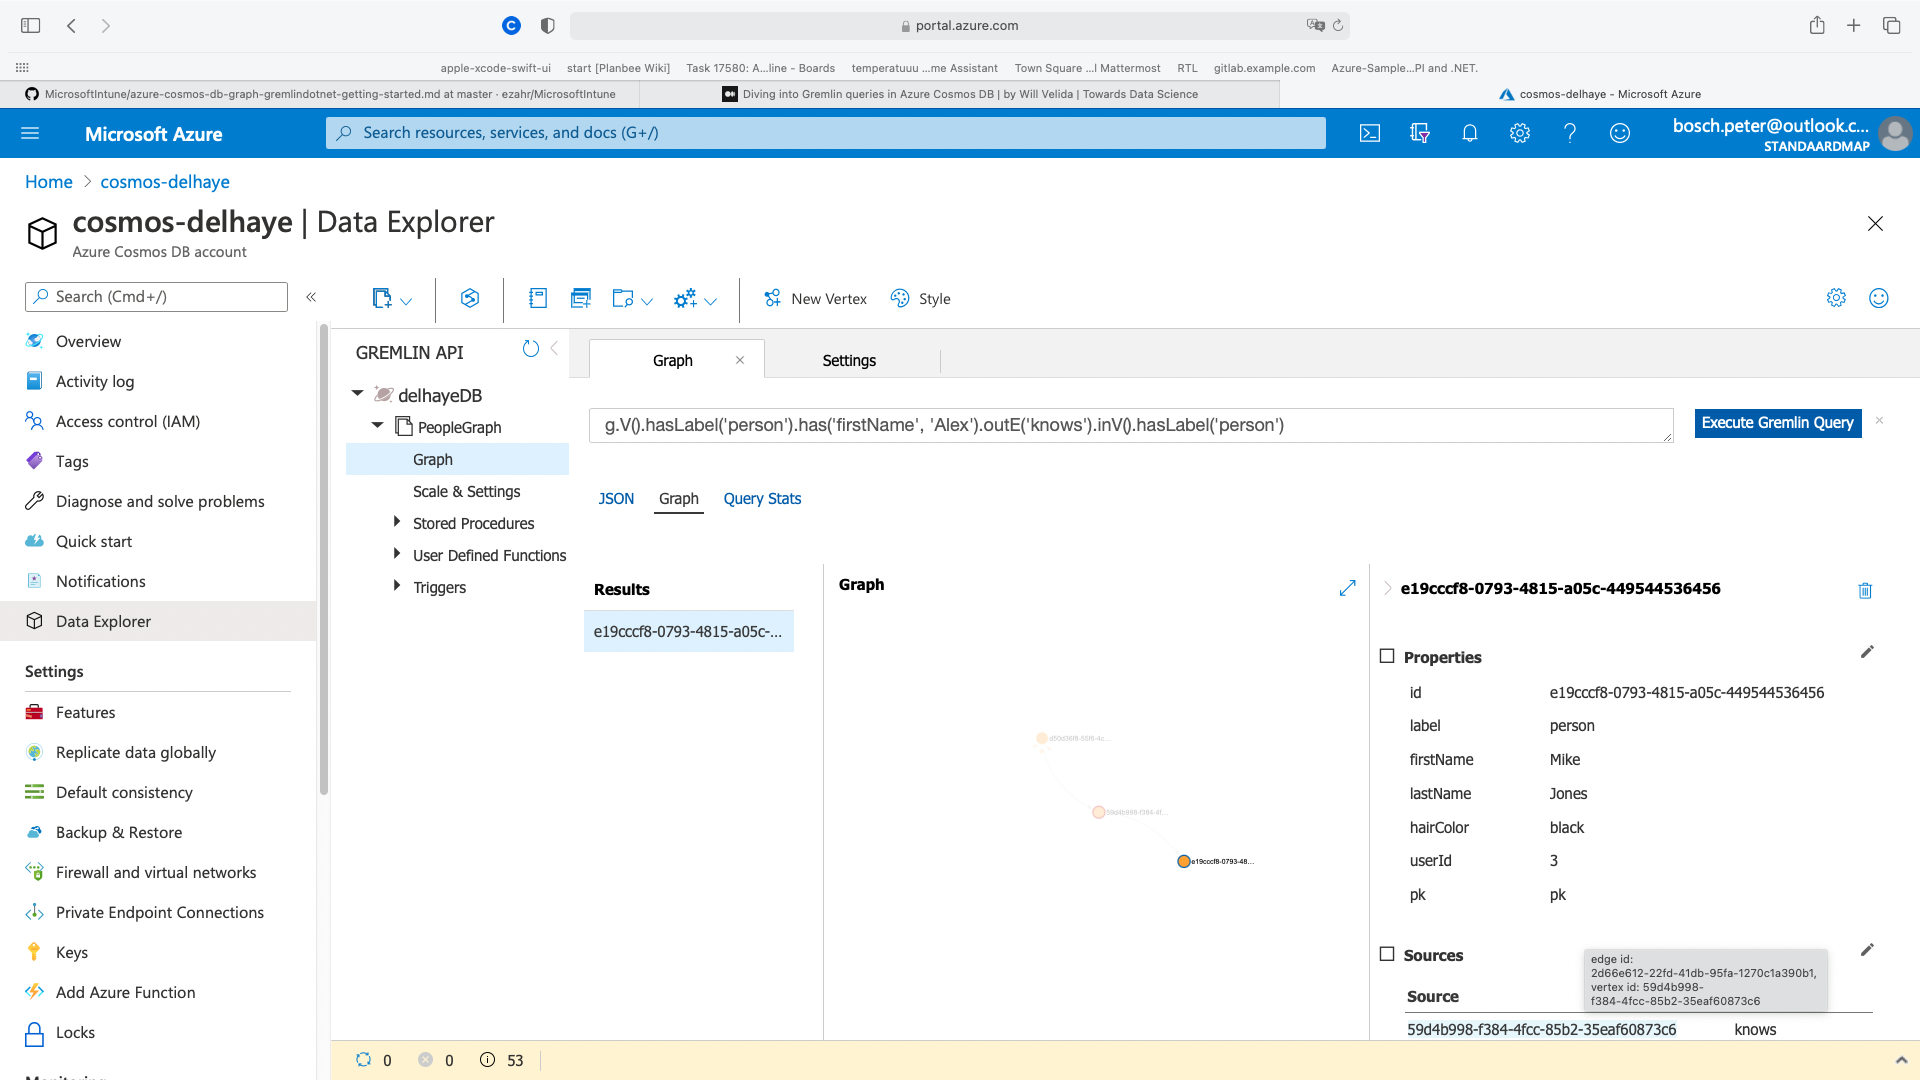 portal.azure.com
apple-xcode-swift-ui
start [Planbee Wiki]
Task 17580: A...line - Boards
temperatuuu ...me Assistant
Town Square ...l Mattermost
RTL
gitlab.example.com
Azure-Sample...PI and .NET.
MicrosoftIntune/azure-cosmos-db-graph-gremlindotnet-getting-started.md at master · ezahr/MicrosoftIntune
Diving into Gremlin queries in Azure Cosmos DB | by Will Velida | Towards Data Science
cosmos-delhaye - Microsoft Azure
Microsoft Azure
Search resources, services, and docs (G+/)
bosch.peter@outlook.c...
STANDAARDMAP
Home > cosmos-delhaye
cosmos-delhaye | Data Explorer
Azure Cosmos DB account
Search (Cmd+/)
«
New Vertex
Style
Overview
Activity log
Access control (IAM)
Tags
Diagnose and solve problems
Quick start
Notifications
Data Explorer
Settings
Features
Replicate data globally
Default consistency
Backup & Restore
Firewall and virtual networks
Private Endpoint Connections
Keys
Add Azure Function
Locks
Monitoring
GREMLIN API
delhayeDB
PeopleGraph
Graph
Scale & Settings
Stored Procedures
User Defined Functions
Triggers
Graph
Settings
g.V().hasLabel('person').has('firstName', 'Alex').outE('knows').inV().hasLabel('person')
Execute Gremlin Query
JSON
Graph
Query Stats
Results
e19cccf8-0793-4815-a05c-...
Graph
59d4b998-f384-4f...
e19cccf8-0793-48...
e19cccf8-0793-4815-a05c-449544536456
Properties
id e19cccf8-0793-4815-a05c-449544536456
label person
firstName Mike
lastName Jones
hairColor black
userId 3
pk pk
Sources
edge id:
2d66e612-22fd-41db-95fa-1270c1a390b1,
vertex id: 59d4b998-
f384-4fcc-85b2-35eaf60873c6
Source
59d4b998-f384-4fcc-85b2-35eaf60873c6 knows
0
0
53